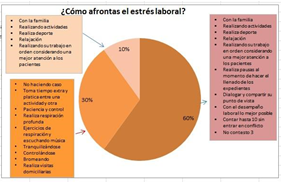 ¿Cómo afrontas el estrés laboral?
Con la familia
Realizando actividades
Realiza deporte
Relajación
Realizando su trabajo en
orden considerando una
mejor atención a los
pacientes
10%
30%
60%
No haciendo caso
Toma tiempo extra y
platica entre una
actividad y otra
Paciencia y control
Realiza respiración
profunda
Ejercicios de
respiración y
escuchando música
Tranquilizándose
Controlándose
Bromeando
Realiza visitas
domiciliarias
Con la familia
Realizando actividades
Realiza deporte
Relajación
Realizando su trabajo
en orden considerando
una mejor atención a
los pacientes
Realiza pausas al
momento de hacer el
llenado de los
expedientes
Dialogar y compartir su
punto de vista
Con el desempeño
laboral lo mejor posible
Contar hasta 10 sin
entrar en conflicto
No contesto 3